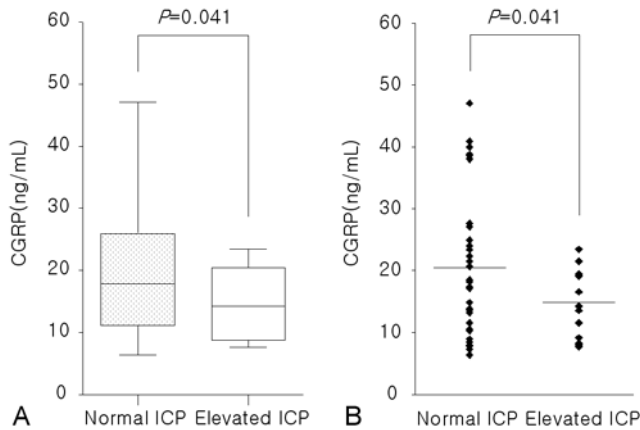 P=0.041
60
50
40
30
20
10
0
CGRP(ng/mL)
Normal ICP Elevated ICP
A
P=0.041
60
50
40
30
20
10
0
CGRP(ng/mL)
Normal ICP Elevated ICP
B